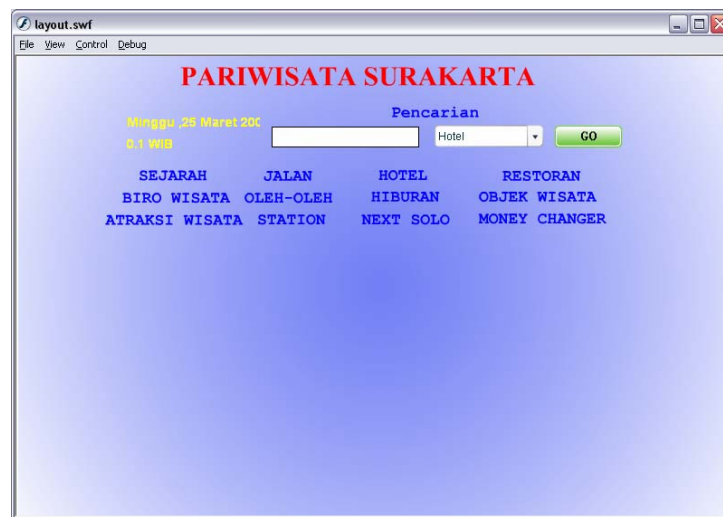 layout.swf
File View Control Debug
PARIWISATA SURAKARTA
Pencarian
Minggu ,25 Maret 200
0.1 WIB
Hotel GO
SEJARAH JALAN HOTEL RESTORAN
BIRO WISATA OLEH-OLEH HIBURAN OBJEK WISATA
ATRAKSI WISATA STATION NEXT SOLO MONEY CHANGER